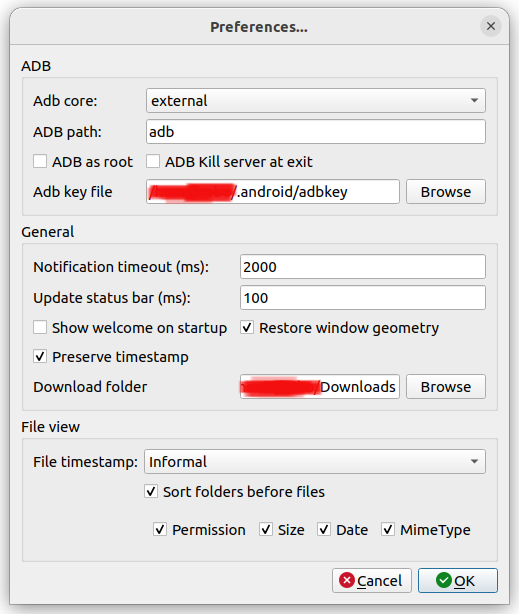 Preferences...
ADB
Adb core: external
ADB path: adb
ADB as root ADB Kill server at exit
Adb key file /.android/adbkey Browse
General
Notification timeout (ms): 2000
Update status bar (ms): 100
Show welcome on startup Restore window geometry
Preserve timestamp
Download folder /Downloads Browse
File view
File timestamp: Informal
Sort folders before files
Permission Size Date MimeType
Cancel OK